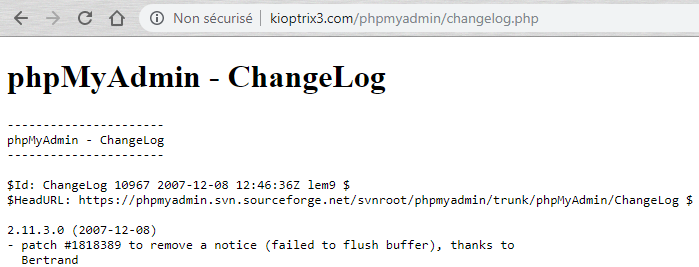 Non sécurisé | kioptrix3.com/phpmyadmin/changelog.php
phpMyAdmin - ChangeLog
----------------------
phpMyAdmin - ChangeLog
----------------------
$Id: ChangeLog 10967 2007-12-08 12:46:36Z lem9 $
$HeadURL: https://phpmyadmin.svn.sourceforge.net/svnroot/phpmyadmin/trunk/phpMyAdmin/ChangeLog $
2.11.3.0 (2007-12-08)
- patch #1818389 to remove a notice (failed to flush buffer), thanks to
  Bertrand